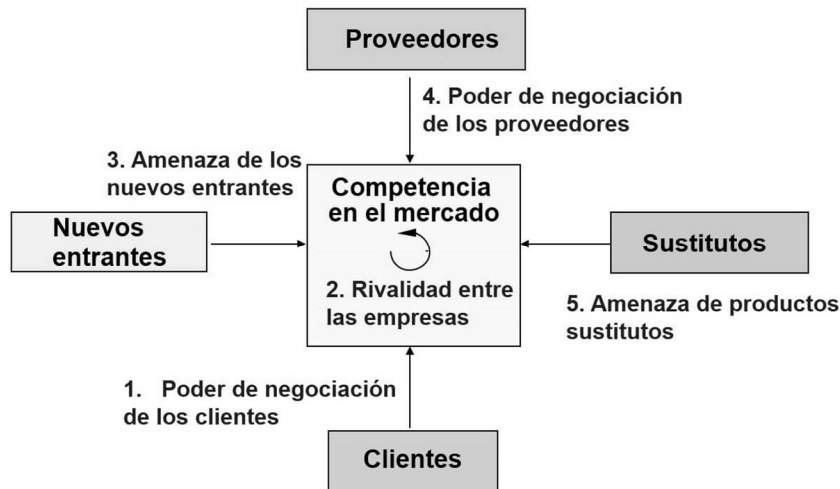 Proveedores
4. Poder de negociación
de los proveedores
3. Amenaza de los
nuevos entrantes
Competencia
en el mercado
Nuevos
entrantes
Sustitutos
2. Rivalidad entre
las empresas
5. Amenaza de productos
sustitutos
1. Poder de negociación
de los clientes
Clientes